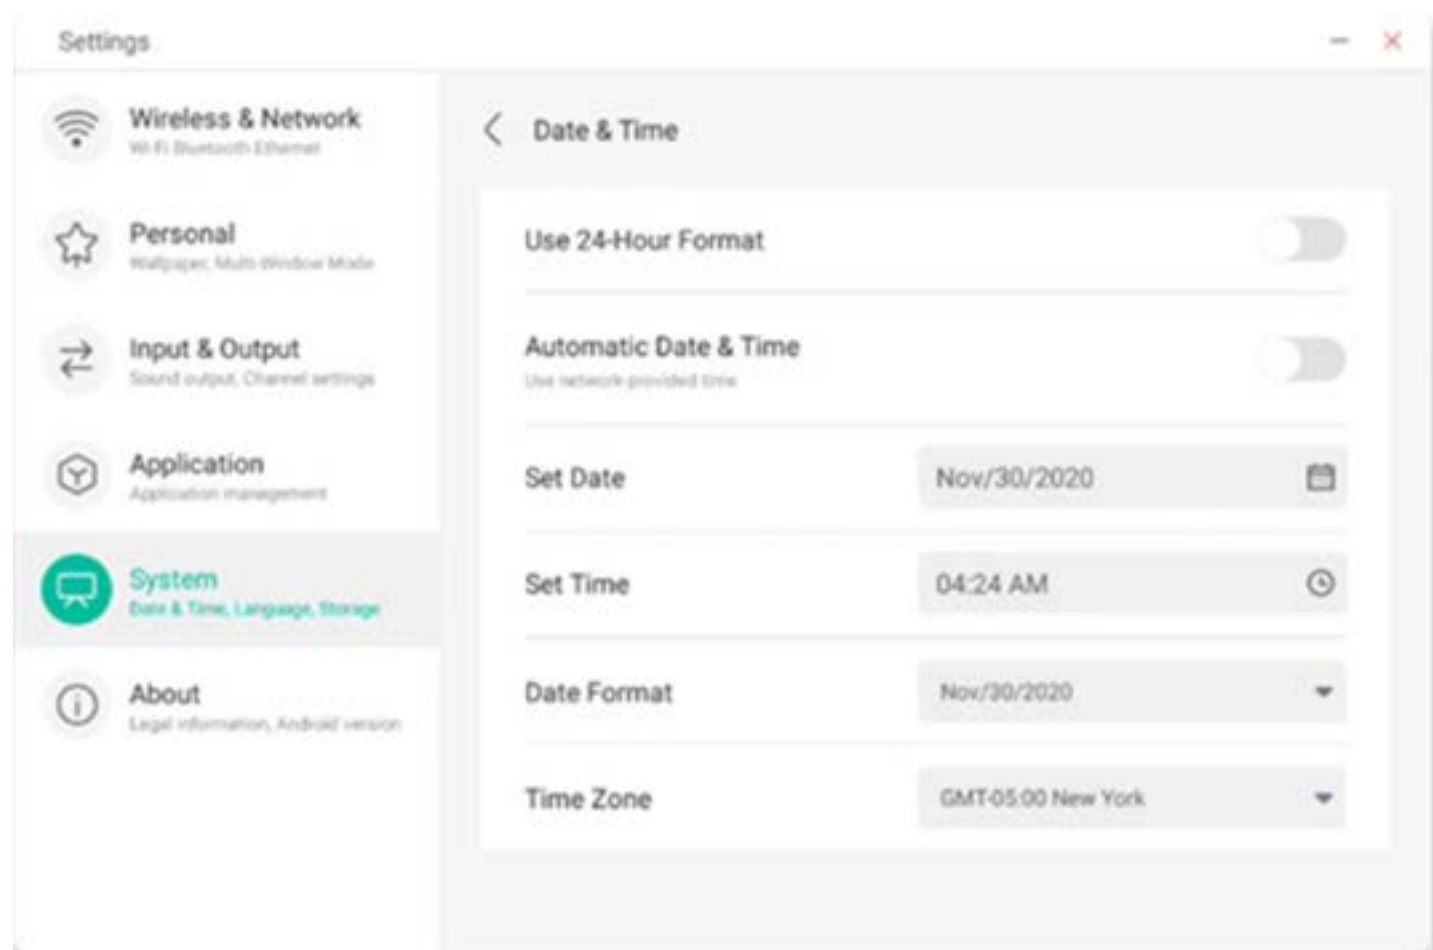 Settings
Wireless & Network
Wi-Fi Bluetooth Ethernet
Personal
Wallpaper, Multi-Window Mode
Input & Output
Sound output, Channel settings
Application
Application management
System
Date & Time, Language, Storage
About
Legal information, Android version
Date & Time
Use 24-Hour Format
Automatic Date & Time
Use network-provided time
Set Date
Nov/30/2020
Set Time
04:24 AM
Date Format
Nov/30/2020
Time Zone
GMT-05:00 New York